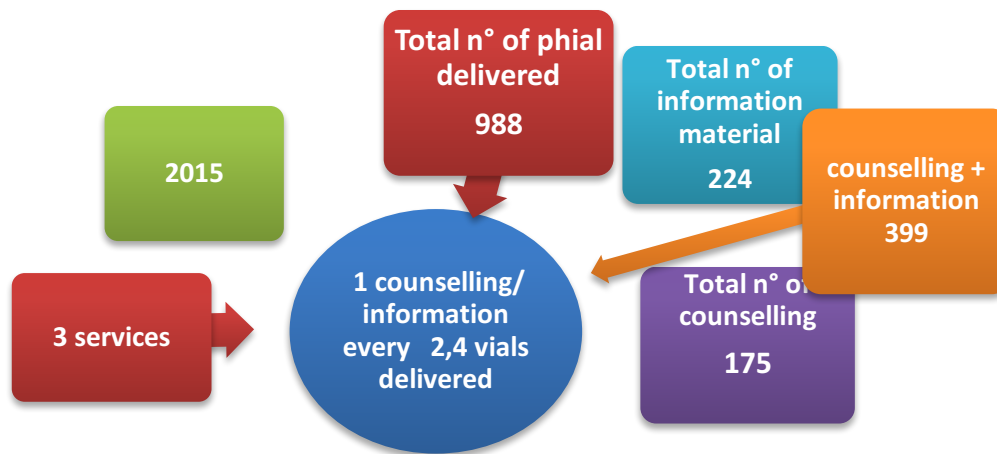 Total n° of phial
delivered
988
Total n° of
information
material
224
2015
counselling +
information
399
1 counselling/
information
every 2,4 vials
delivered
3 services
Total n° of
counselling
175